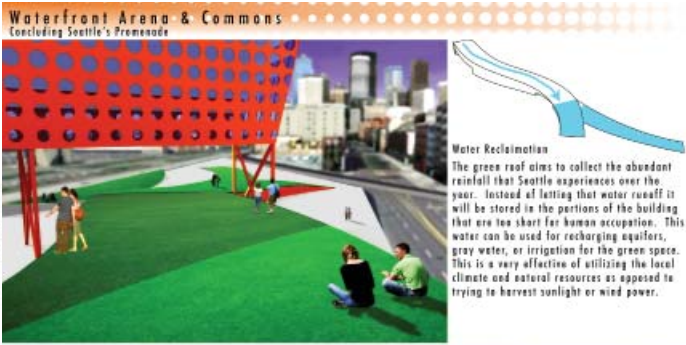 Waterfront Arena & Commons
Concluding Seattle's Promenade
Water Reclaimation
The green roof aims to collect the abundant
rainfall that Seattle experiences over the
year. Instead of letting that water runoff it
will be stored in the portions of the building
that are too short for human occupation. This
water can be used for recharging aquifers,
gray water, or irrigation for the green space.
This is a very effective of utilizing the local
climate and natural resources as opposed to
trying to harvest sunlight or wind power.